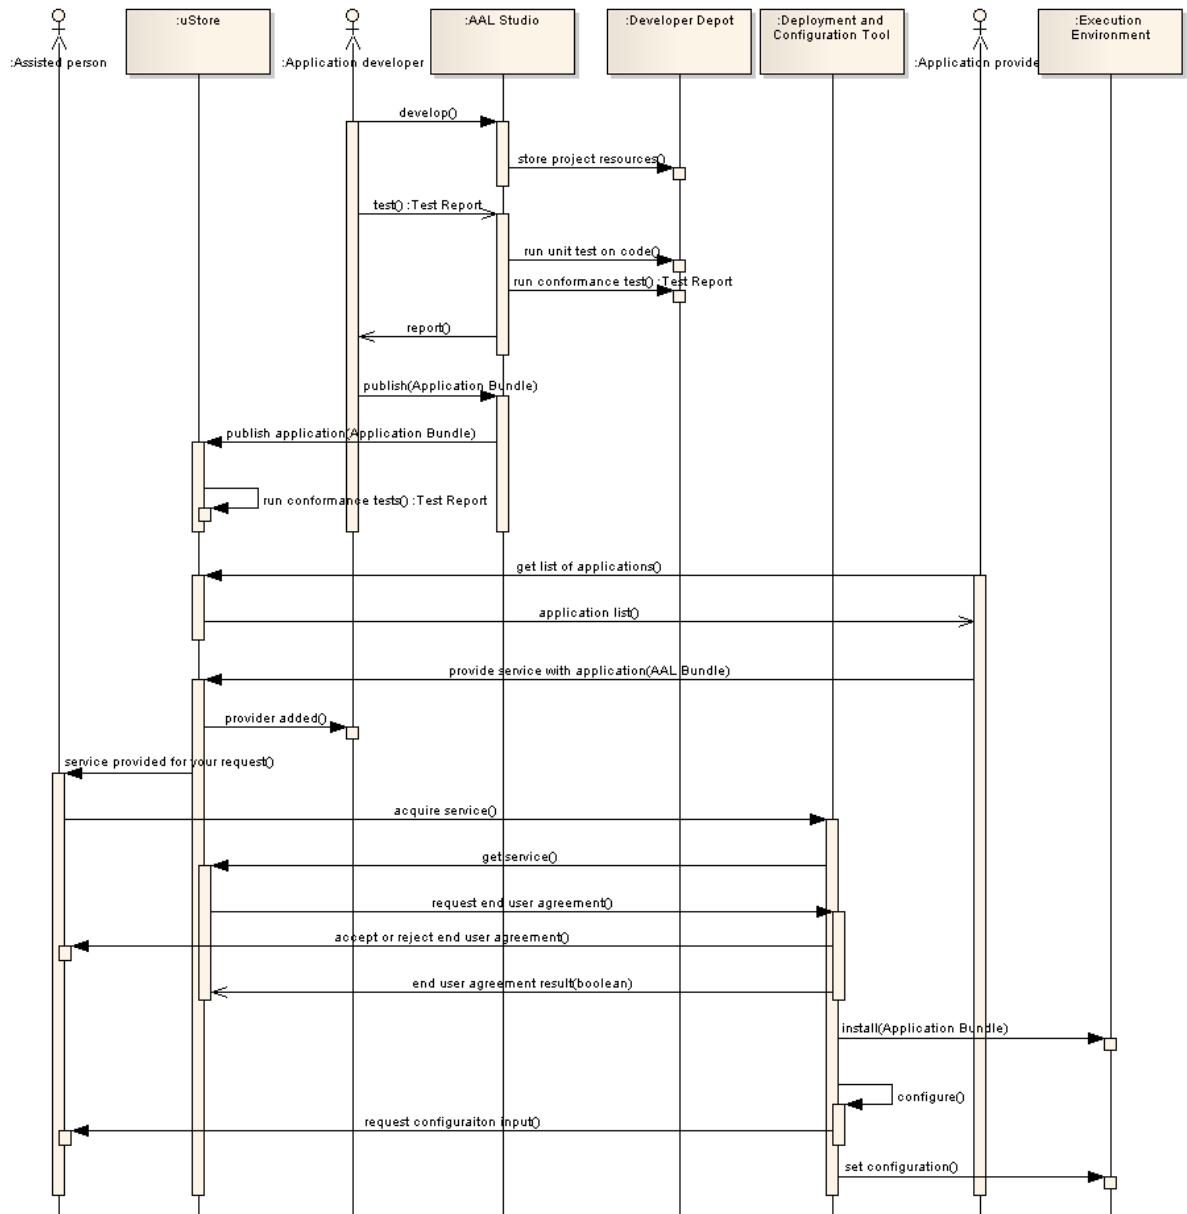 :Assisted person
:uStore
:Application developer
:AAL Studio
:Developer Depot
:Deployment and
Configuration Tool
:Application provide
:Execution
Environment
develop()
store project resources()
test() :Test Report
run unit test on code()
run conformance test() :Test Report
report()
publish(Application Bundle)
publish application(Application Bundle)
run conformance tests() :Test Report
get list of applications()
application list()
provide service with application(AAL Bundle)
provider added()
service provided for your request()
acquire service()
get service()
request end user agreement()
accept or reject end user agreement()
end user agreement result(boolean)
install(Application Bundle)
configure()
request configuraiton input()
set configuration()